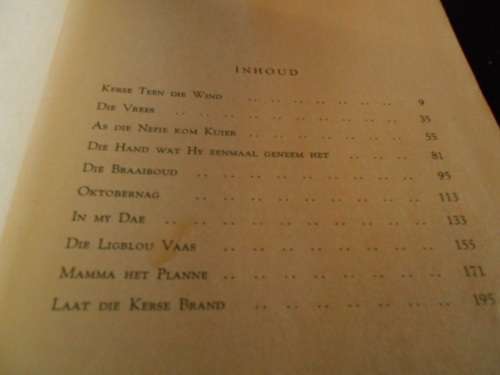 INHOUD
KERSE TEEN DIE WIND .. .. .. .. .. .. .. 9
DIE VREES .. .. .. .. .. .. .. .. 35
AS DIE NEFIE KOM KUIER .. .. .. .. .. .. .. 55
DIE HAND WAT HY EENMAAL GENEEM HET .. .. .. 81
DIE BRAAIBOUD .. .. .. .. .. .. .. .. 95
OKTOBERNAG .. .. .. .. .. .. .. .. 113
IN MY DAE .. .. .. .. .. .. .. .. .. 133
DIE LIGBLOU VAAS .. .. .. .. .. .. .. 155
MAMMA HET PLANNE .. .. .. .. .. .. .. 171
LAAT DIE KERSE BRAND .. .. .. .. .. .. .. 195